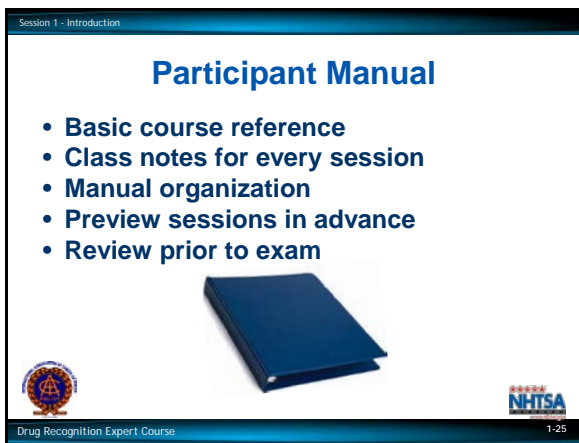 Session 1 - Introduction
Participant Manual
• Basic course reference
• Class notes for every session
• Manual organization
• Preview sessions in advance
• Review prior to exam
NHTSA
Drug Recognition Expert Course
1-25